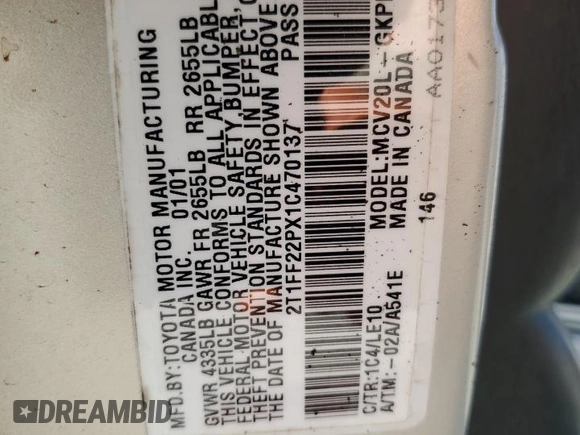 MFD.BY:TOYOTA MOTOR MANUFACTURING
CANADA INC. 01/01
GVWR 4335LB GAWR FR 2655LB RR 2655LB
THIS VEHICLE CONFORMS TO ALL APPLICABL
FEDERAL MOTOR VEHICLE SAFETY, BUMPER,
THEFT PREVENTION STANDARDS IN EFFECT O
THE DATE OF MANUFACTURE SHOWN ABOVE
2T1FF22PX1C470137 PASS
C/TR:1C4/LE10 MODEL:MCV20L-GKP
A/TM:-02A/A541E MADE IN CANADA
146 AA0173
DREAMBID